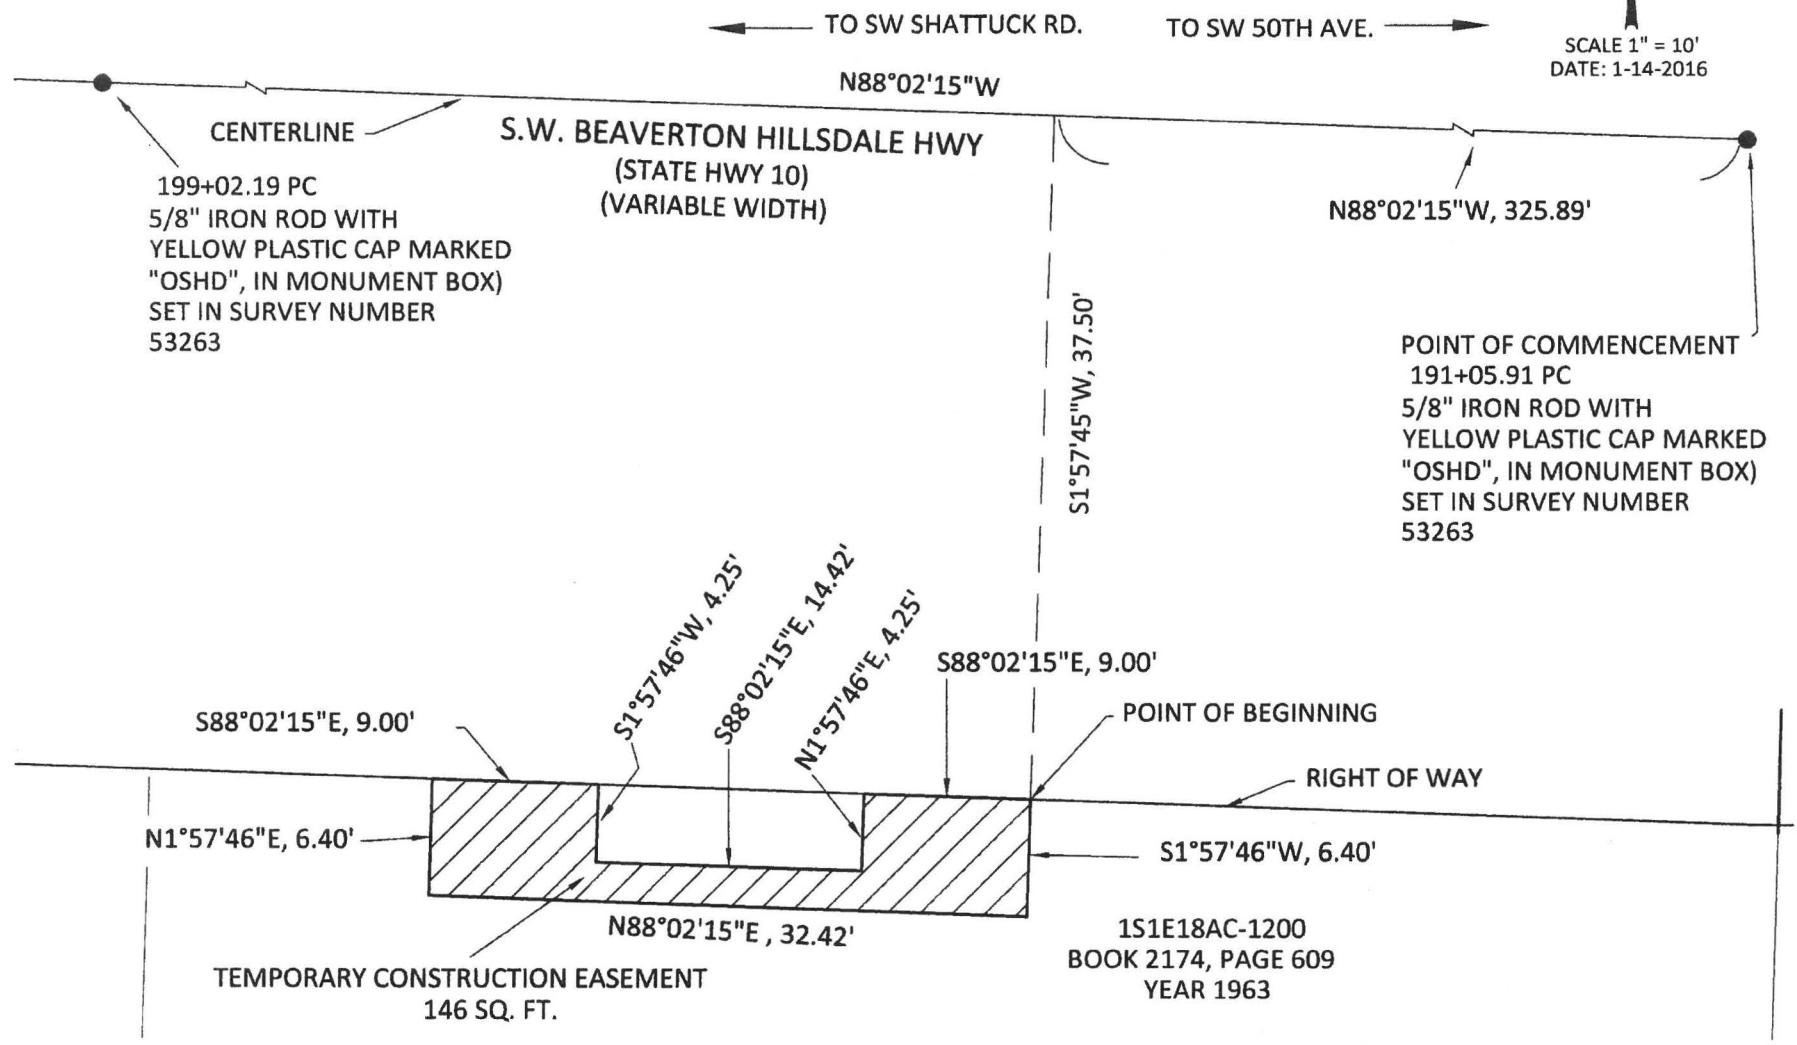 TO SW SHATTUCK RD.
TO SW 50TH AVE.
SCALE 1" = 10'
DATE: 1-14-2016
N88°02'15"W
CENTERLINE
S.W. BEAVERTON HILLSDALE HWY
(STATE HWY 10)
(VARIABLE WIDTH)
199+02.19 PC
5/8" IRON ROD WITH
YELLOW PLASTIC CAP MARKED
"OSHD", IN MONUMENT BOX)
SET IN SURVEY NUMBER
53263
N88°02'15"W, 325.89'
S1°57'45"W, 37.50'
POINT OF COMMENCEMENT
191+05.91 PC
5/8" IRON ROD WITH
YELLOW PLASTIC CAP MARKED
"OSHD", IN MONUMENT BOX)
SET IN SURVEY NUMBER
53263
S88°02'15"E, 9.00'
S1°57'46"W, 4.25'
S88°02'15"E, 14.42'
N1°57'46"E, 4.25'
S88°02'15"E, 9.00'
POINT OF BEGINNING
RIGHT OF WAY
N1°57'46"E, 6.40'
S1°57'46"W, 6.40'
N88°02'15"E , 32.42'
TEMPORARY CONSTRUCTION EASEMENT
146 SQ. FT.
1S1E18AC-1200
BOOK 2174, PAGE 609
YEAR 1963